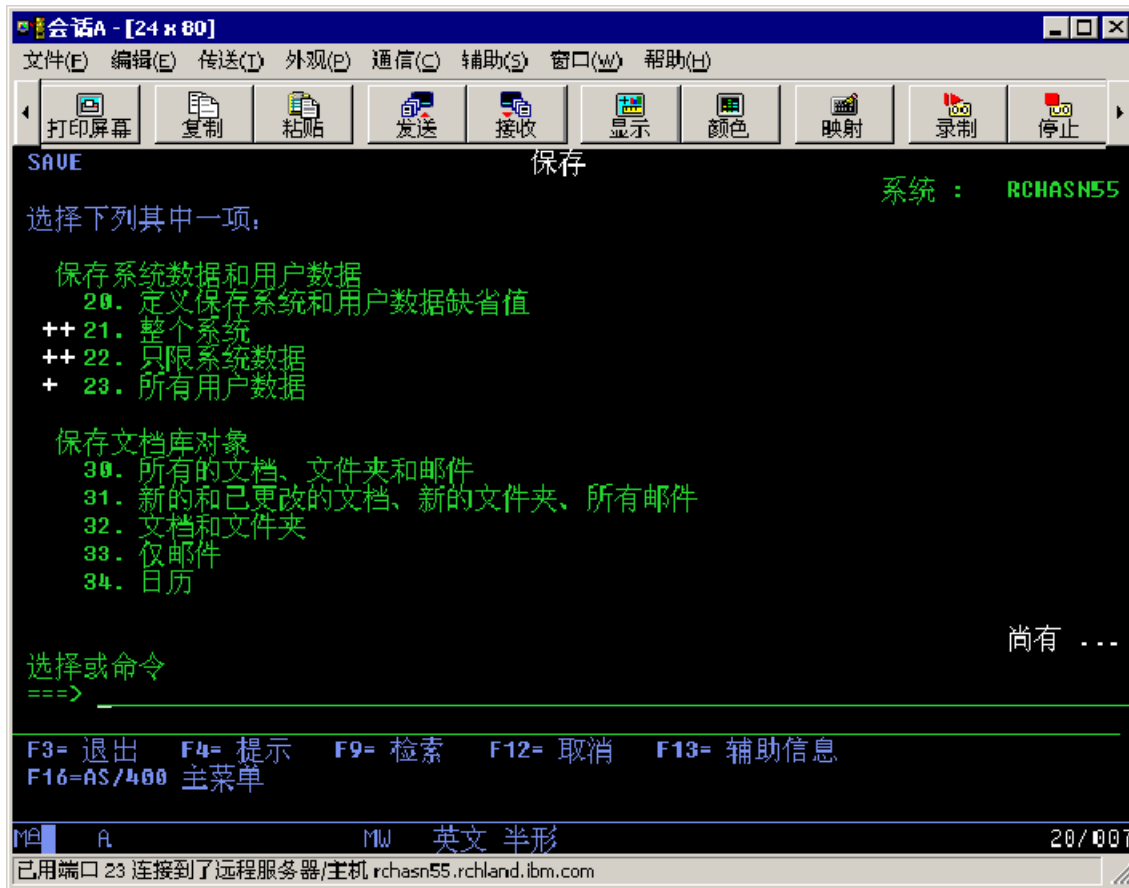 会话A - [24 x 80]
文件(F) 编辑(E) 传送(T) 外观(P) 通信(C) 辅助(S) 窗口(W) 帮助(H)
打印屏幕 复制 粘贴 发送 接收 显示 颜色 映射 录制 停止
SAVE 保存
系统 : RCHASN55
选择下列其中一项:
保存系统数据和用户数据
20. 定义保存系统和用户数据缺省值
++ 21. 整个系统
++ 22. 只限系统数据
+ 23. 所有用户数据
保存文档库对象
30. 所有的文档、文件夹和邮件
31. 新的和已更改的文档、新的文件夹、所有邮件
32. 文档和文件夹
33. 仅邮件
34. 日历
尚有 ...
选择或命令
===>
F3= 退出 F4= 提示 F9= 检索 F12= 取消 F13= 辅助信息
F16=AS/400 主菜单
MA A MW 英文 半形 20/007
已用端口 23 连接到了远程服务器/主机 rchasn55.rchland.ibm.com